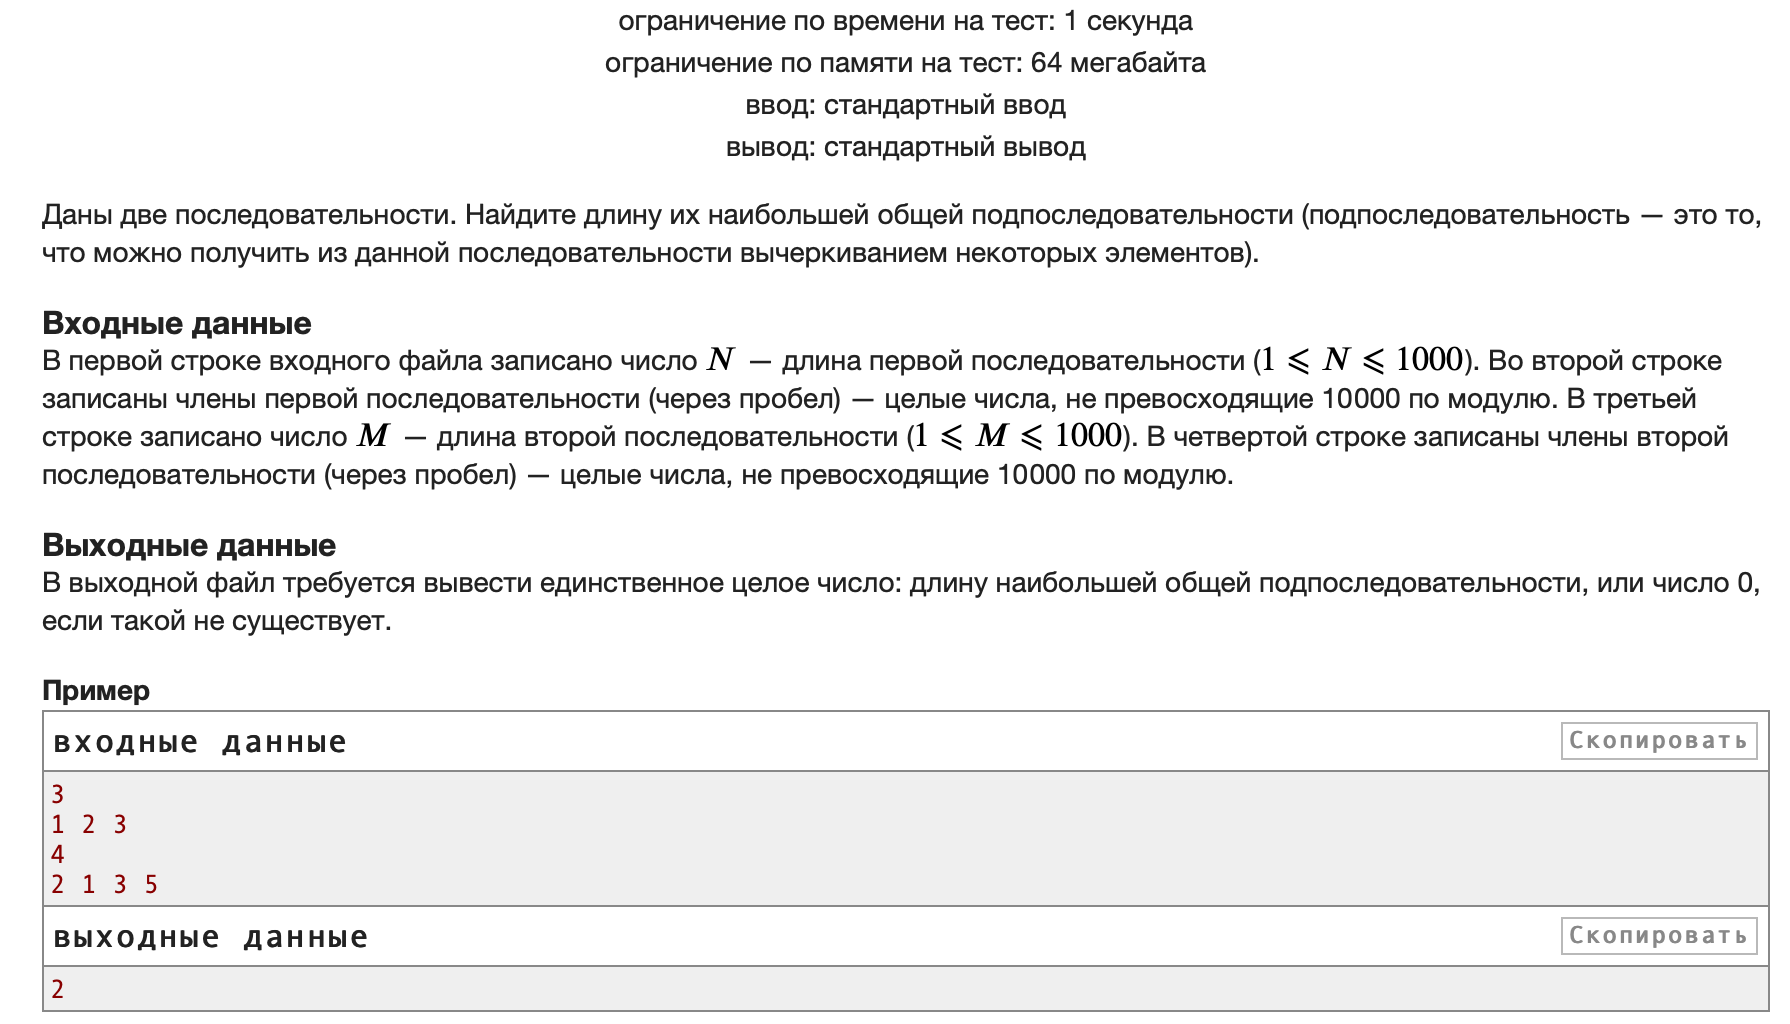 ограничение по времени на тест: 1 секунда
ограничение по памяти на тест: 64 мегабайта
ввод: стандартный ввод
вывод: стандартный вывод
Даны две последовательности. Найдите длину их наибольшей общей подпоследовательности (подпоследовательность — это то,
что можно получить из данной последовательности вычеркиванием некоторых элементов).
Входные данные
В первой строке входного файла записано число N — длина первой последовательности (1 ⩽ N ⩽ 1000). Во второй строке
записаны члены первой последовательности (через пробел) — целые числа, не превосходящие 10000 по модулю. В третьей
строке записано число M — длина второй последовательности (1 ⩽ M ⩽ 1000). В четвертой строке записаны члены второй
последовательности (через пробел) — целые числа, не превосходящие 10000 по модулю.
Выходные данные
В выходной файл требуется вывести единственное целое число: длину наибольшей общей подпоследовательности, или число 0,
если такой не существует.
Пример
входные данные Скопировать
3
1 2 3
4
2 1 3 5
выходные данные Скопировать
2